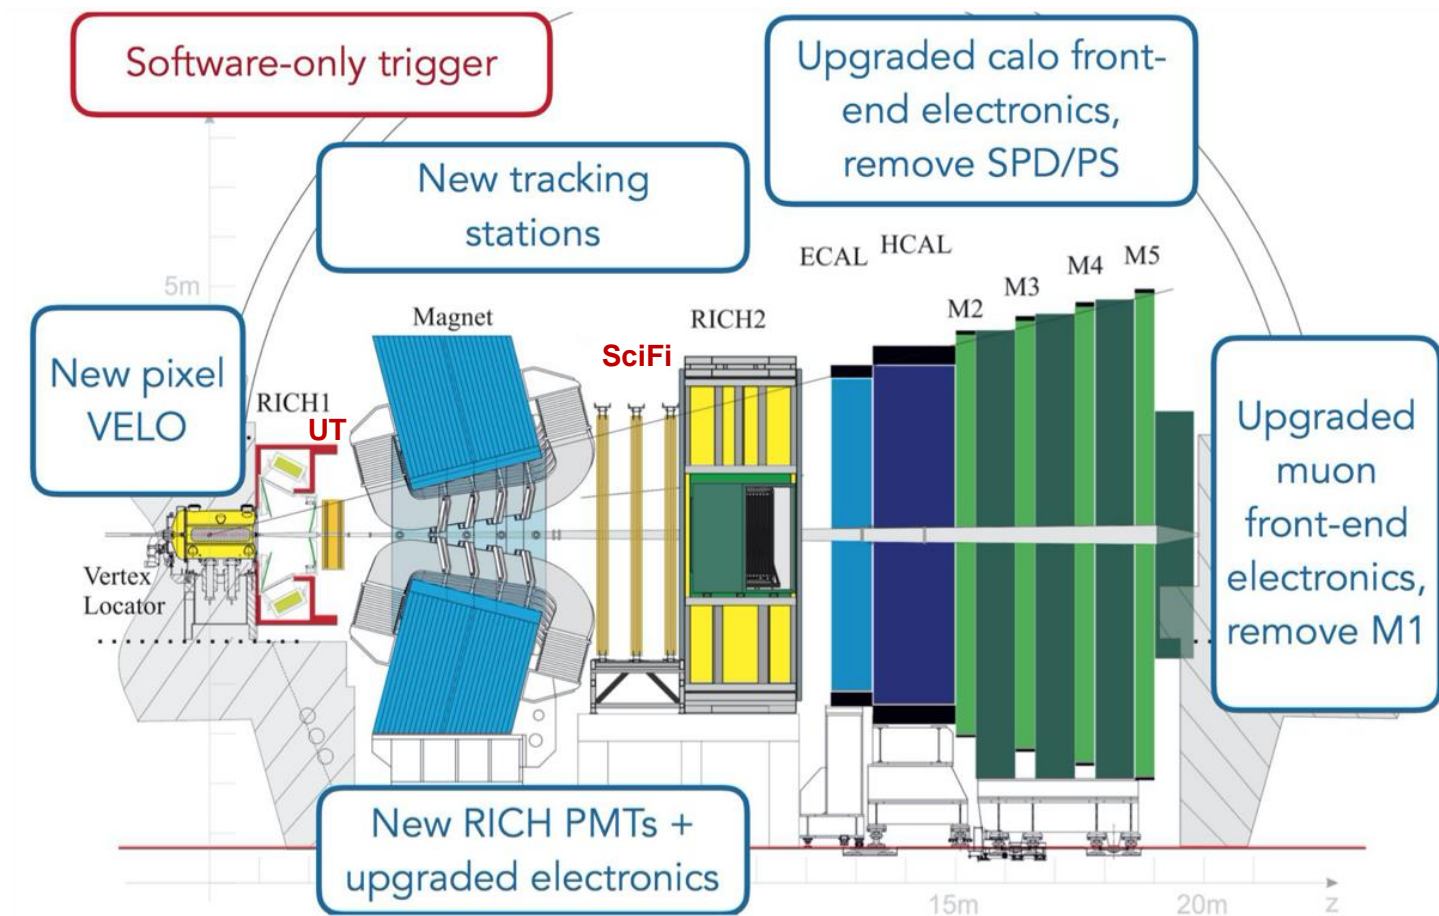 Software-only trigger
Upgraded calo front-
end electronics,
remove SPD/PS
New tracking
stations
ECAL
HCAL
M5
M4
M3
M2
5m
Magnet
RICH2
SciFi
New pixel
VELO
RICH1
UT
Upgraded
muon
front-end
electronics,
remove M1
Vertex
Locator
New RICH PMTs +
upgraded electronics
15m
20m
z